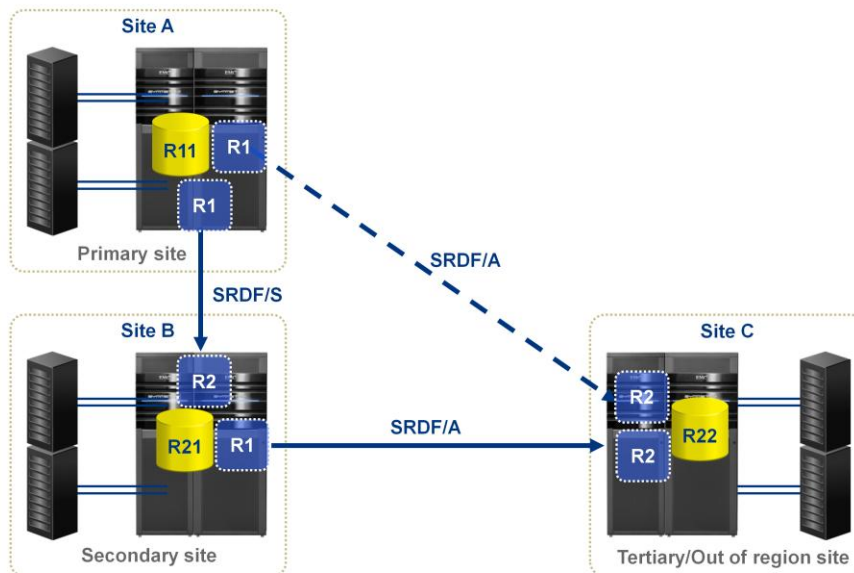 Site A
R11
R1
R1
Primary site
SRDF/A
SRDF/S
Site B
Site C
R2
R2
R21
R1
SRDF/A
R2
R22
Secondary site
Tertiary/Out of region site